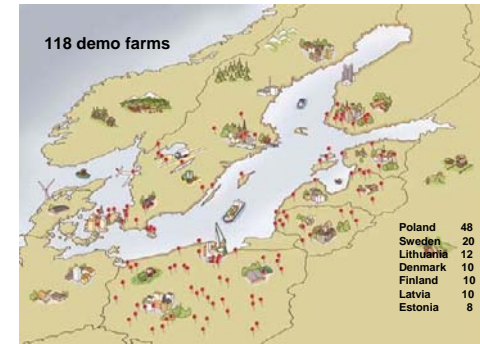 118 demo farms
Poland 48
Sweden 20
Lithuania 12
Denmark 10
Finland 10
Latvia 10
Estonia 8